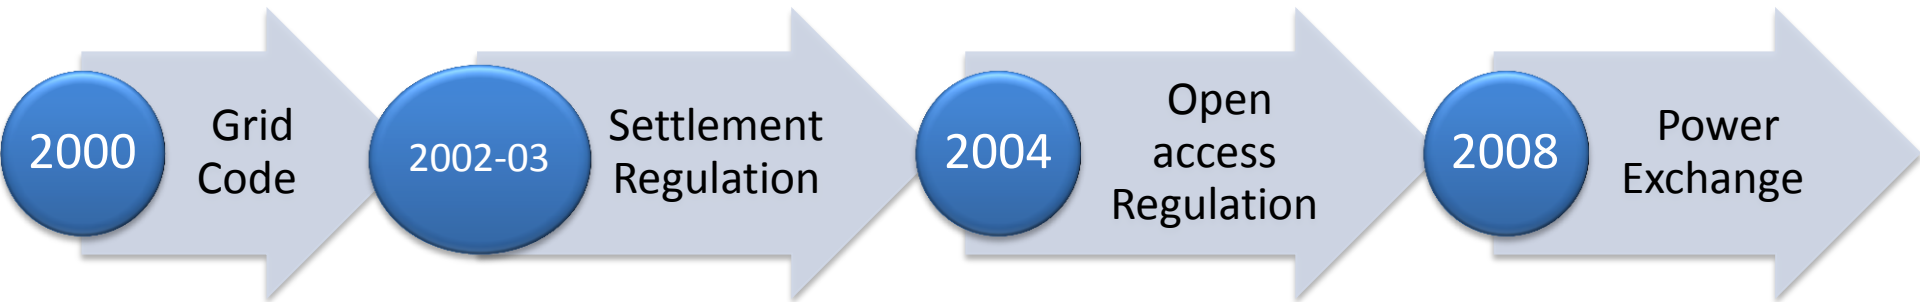 2000
Grid
Code
2002-03
Settlement
Regulation
2004
Open
access
Regulation
2008
Power
Exchange